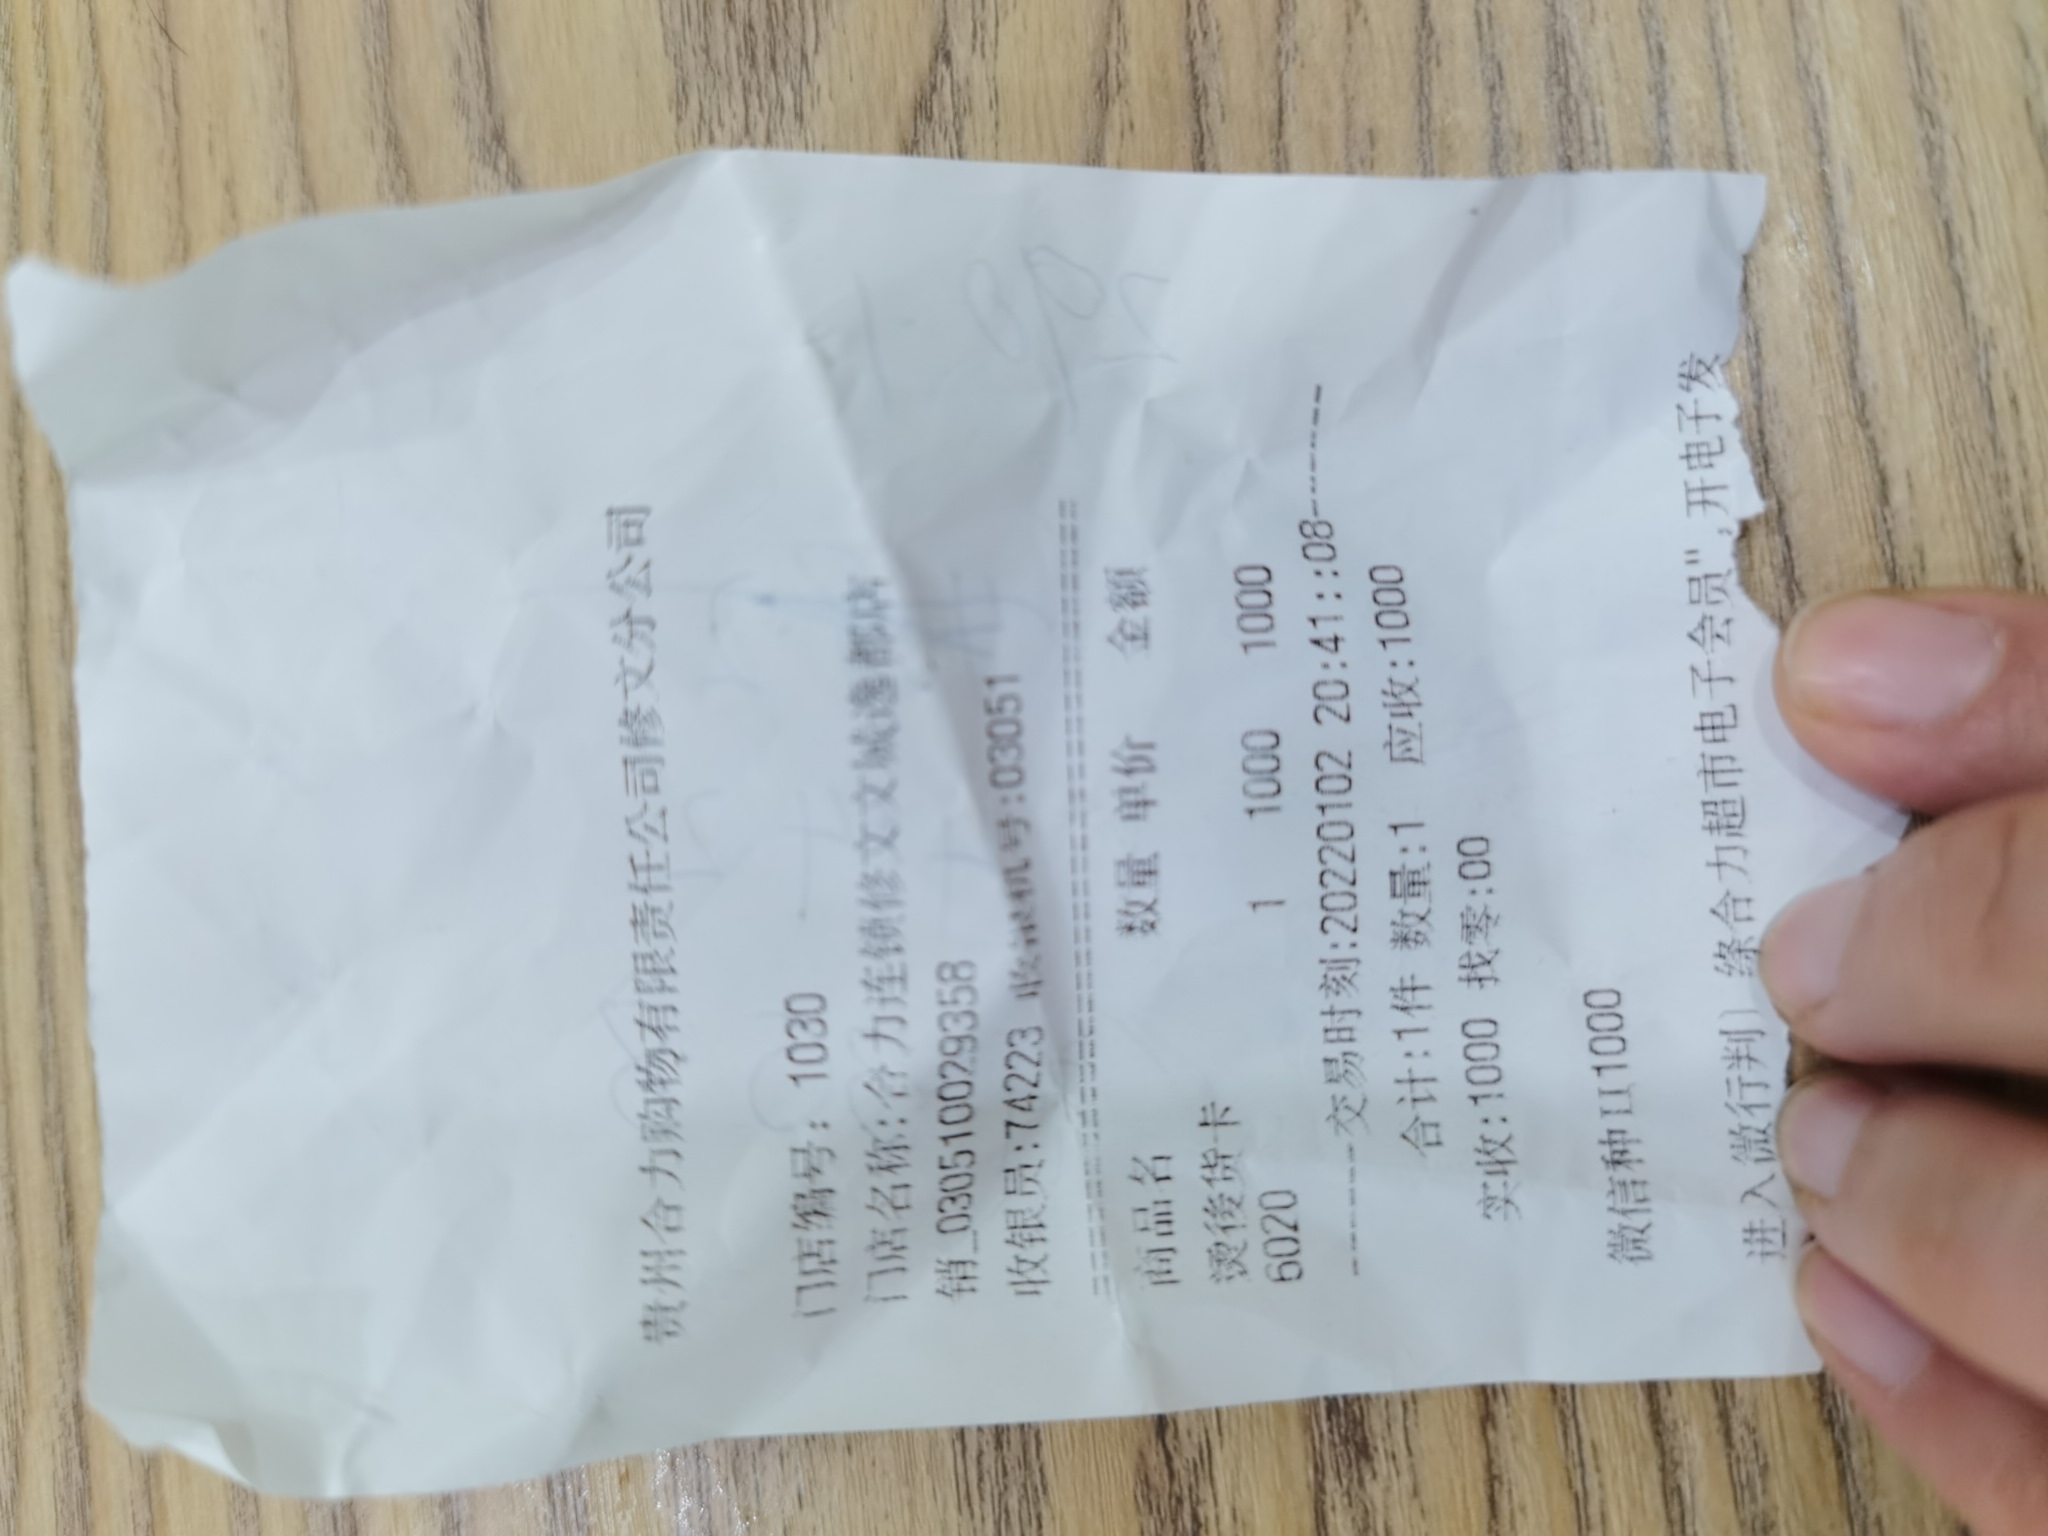 贵州合力购物有限责任公司修文分公司
门店编号: 1030
门店名称:合力连锁修文文城逸都店
销_030510029358
收银员:74223 收银机号:03051
商品名 数量 单价 金额
烫後货卡
6020 1 1000 1000
------交易时刻:20220102 20:41::08------
合计:1件 数量:1 应收:1000
实收:1000 找零:00
微信种 1000
进入微行判 合力超市电子会员",开电子发